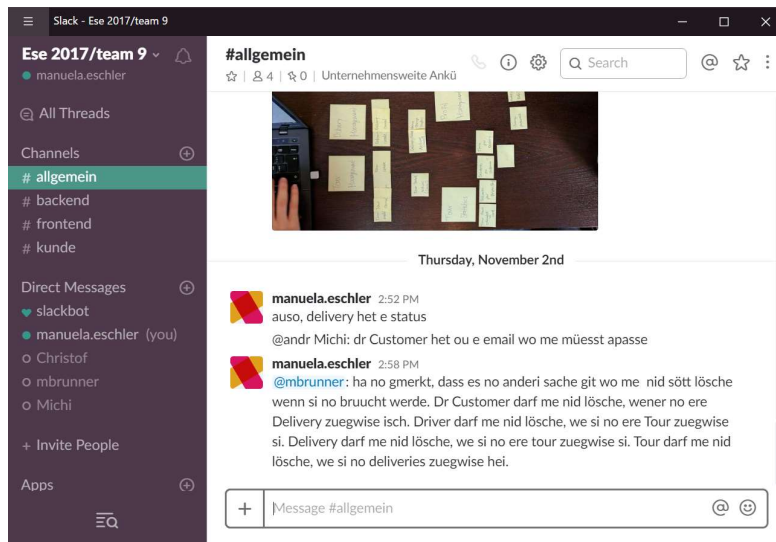 Slack - Ese 2017/team 9
Ese 2017/team 9
manuela.eschler
All Threads
Channels
# allgemein
# backend
# frontend
# kunde
Direct Messages
slackbot
manuela.eschler (you)
Christof
mbrunner
Michi
+ Invite People
Apps
#allgemein
4 | 0 | Unternehmensweite Ankü
Search
Thursday, November 2nd
manuela.eschler 2:52 PM
auso, delivery het e status
@andr Michi: dr Customer het ou e email wo me müesst apasse
manuela.eschler 2:58 PM
@mbrunner: ha no gmerkt, dass es no anderi sache git wo me nid sött lösche
wenn si no bruucht werde. Dr Customer darf me nid lösche, wener no ere
Delivery zuegwise isch. Driver darf me nid lösche, we si no ere Tour zuegwise
si. Delivery darf me nid lösche, we si no ere tour zuegwise si. Tour darf me nid
lösche, we si no deliveries zuegwise hei.
Message #allgemein